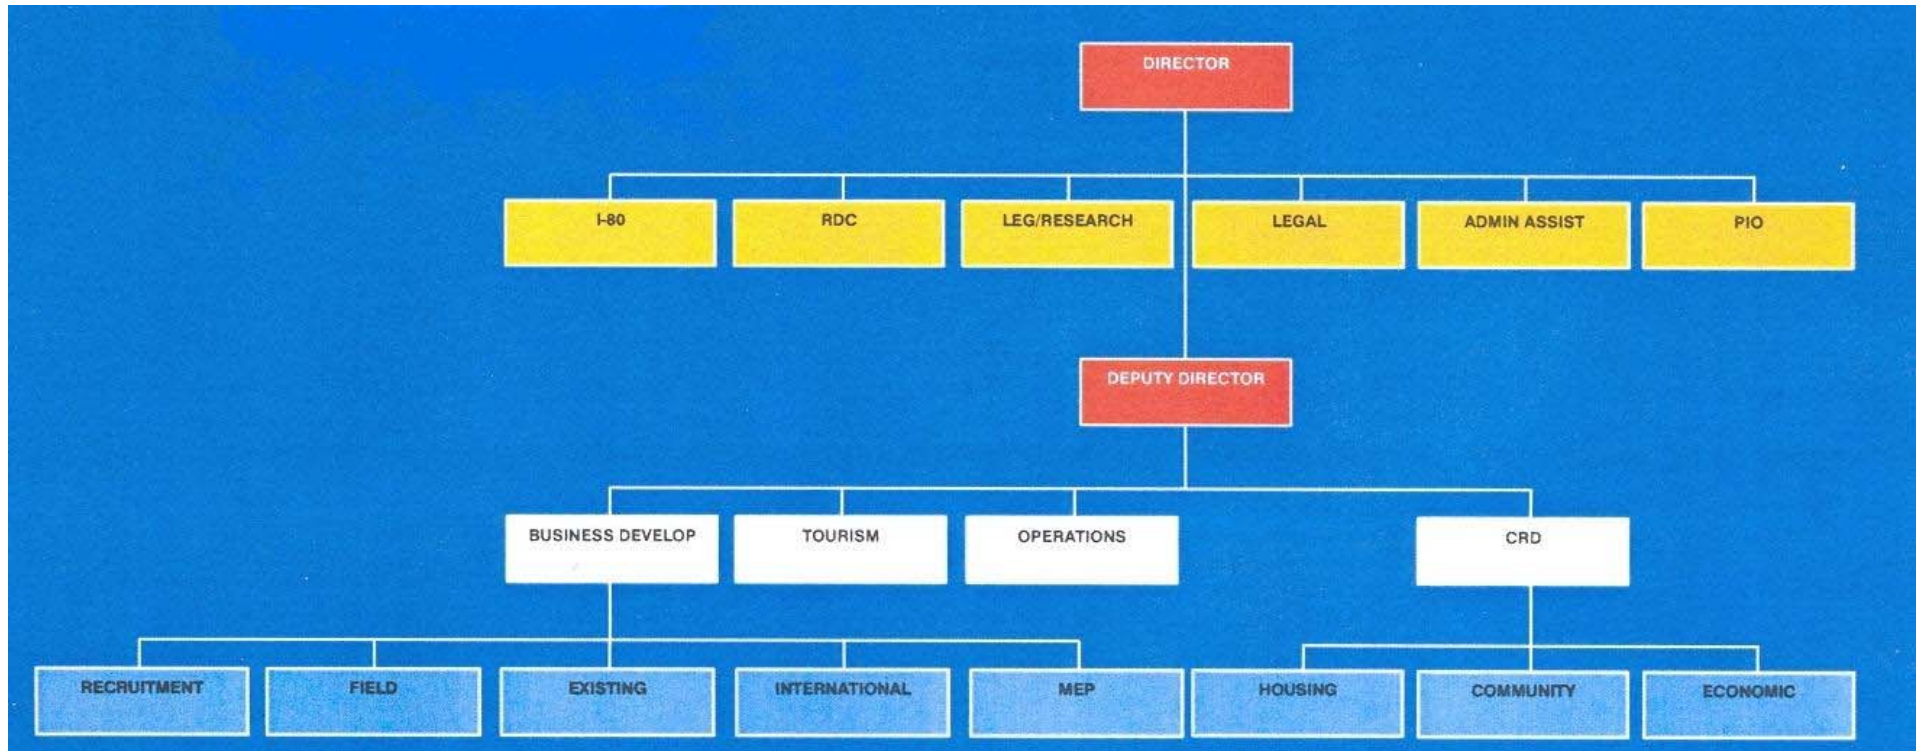 DIRECTOR
I-80
RDC
LEG/RESEARCH
LEGAL
ADMIN ASSIST
PIO
DEPUTY DIRECTOR
BUSINESS DEVELOP
TOURISM
OPERATIONS
CRD
RECRUITMENT
FIELD
EXISTING
INTERNATIONAL
MEP
HOUSING
COMMUNITY
ECONOMIC